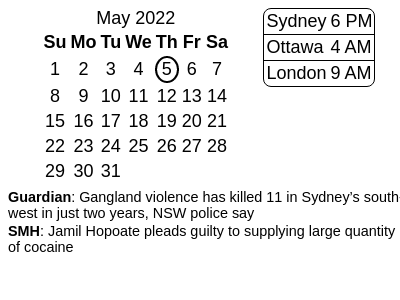 May 2022
Su Mo Tu We Th Fr Sa
1 2 3 4 5 6 7
8 9 10 11 12 13 14
15 16 17 18 19 20 21
22 23 24 25 26 27 28
29 30 31
Sydney 6 PM
Ottawa 4 AM
London 9 AM
Guardian: Gangland violence has killed 11 in Sydney’s south-
west in just two years, NSW police say
SMH: Jamil Hopoate pleads guilty to supplying large quantity
of cocaine